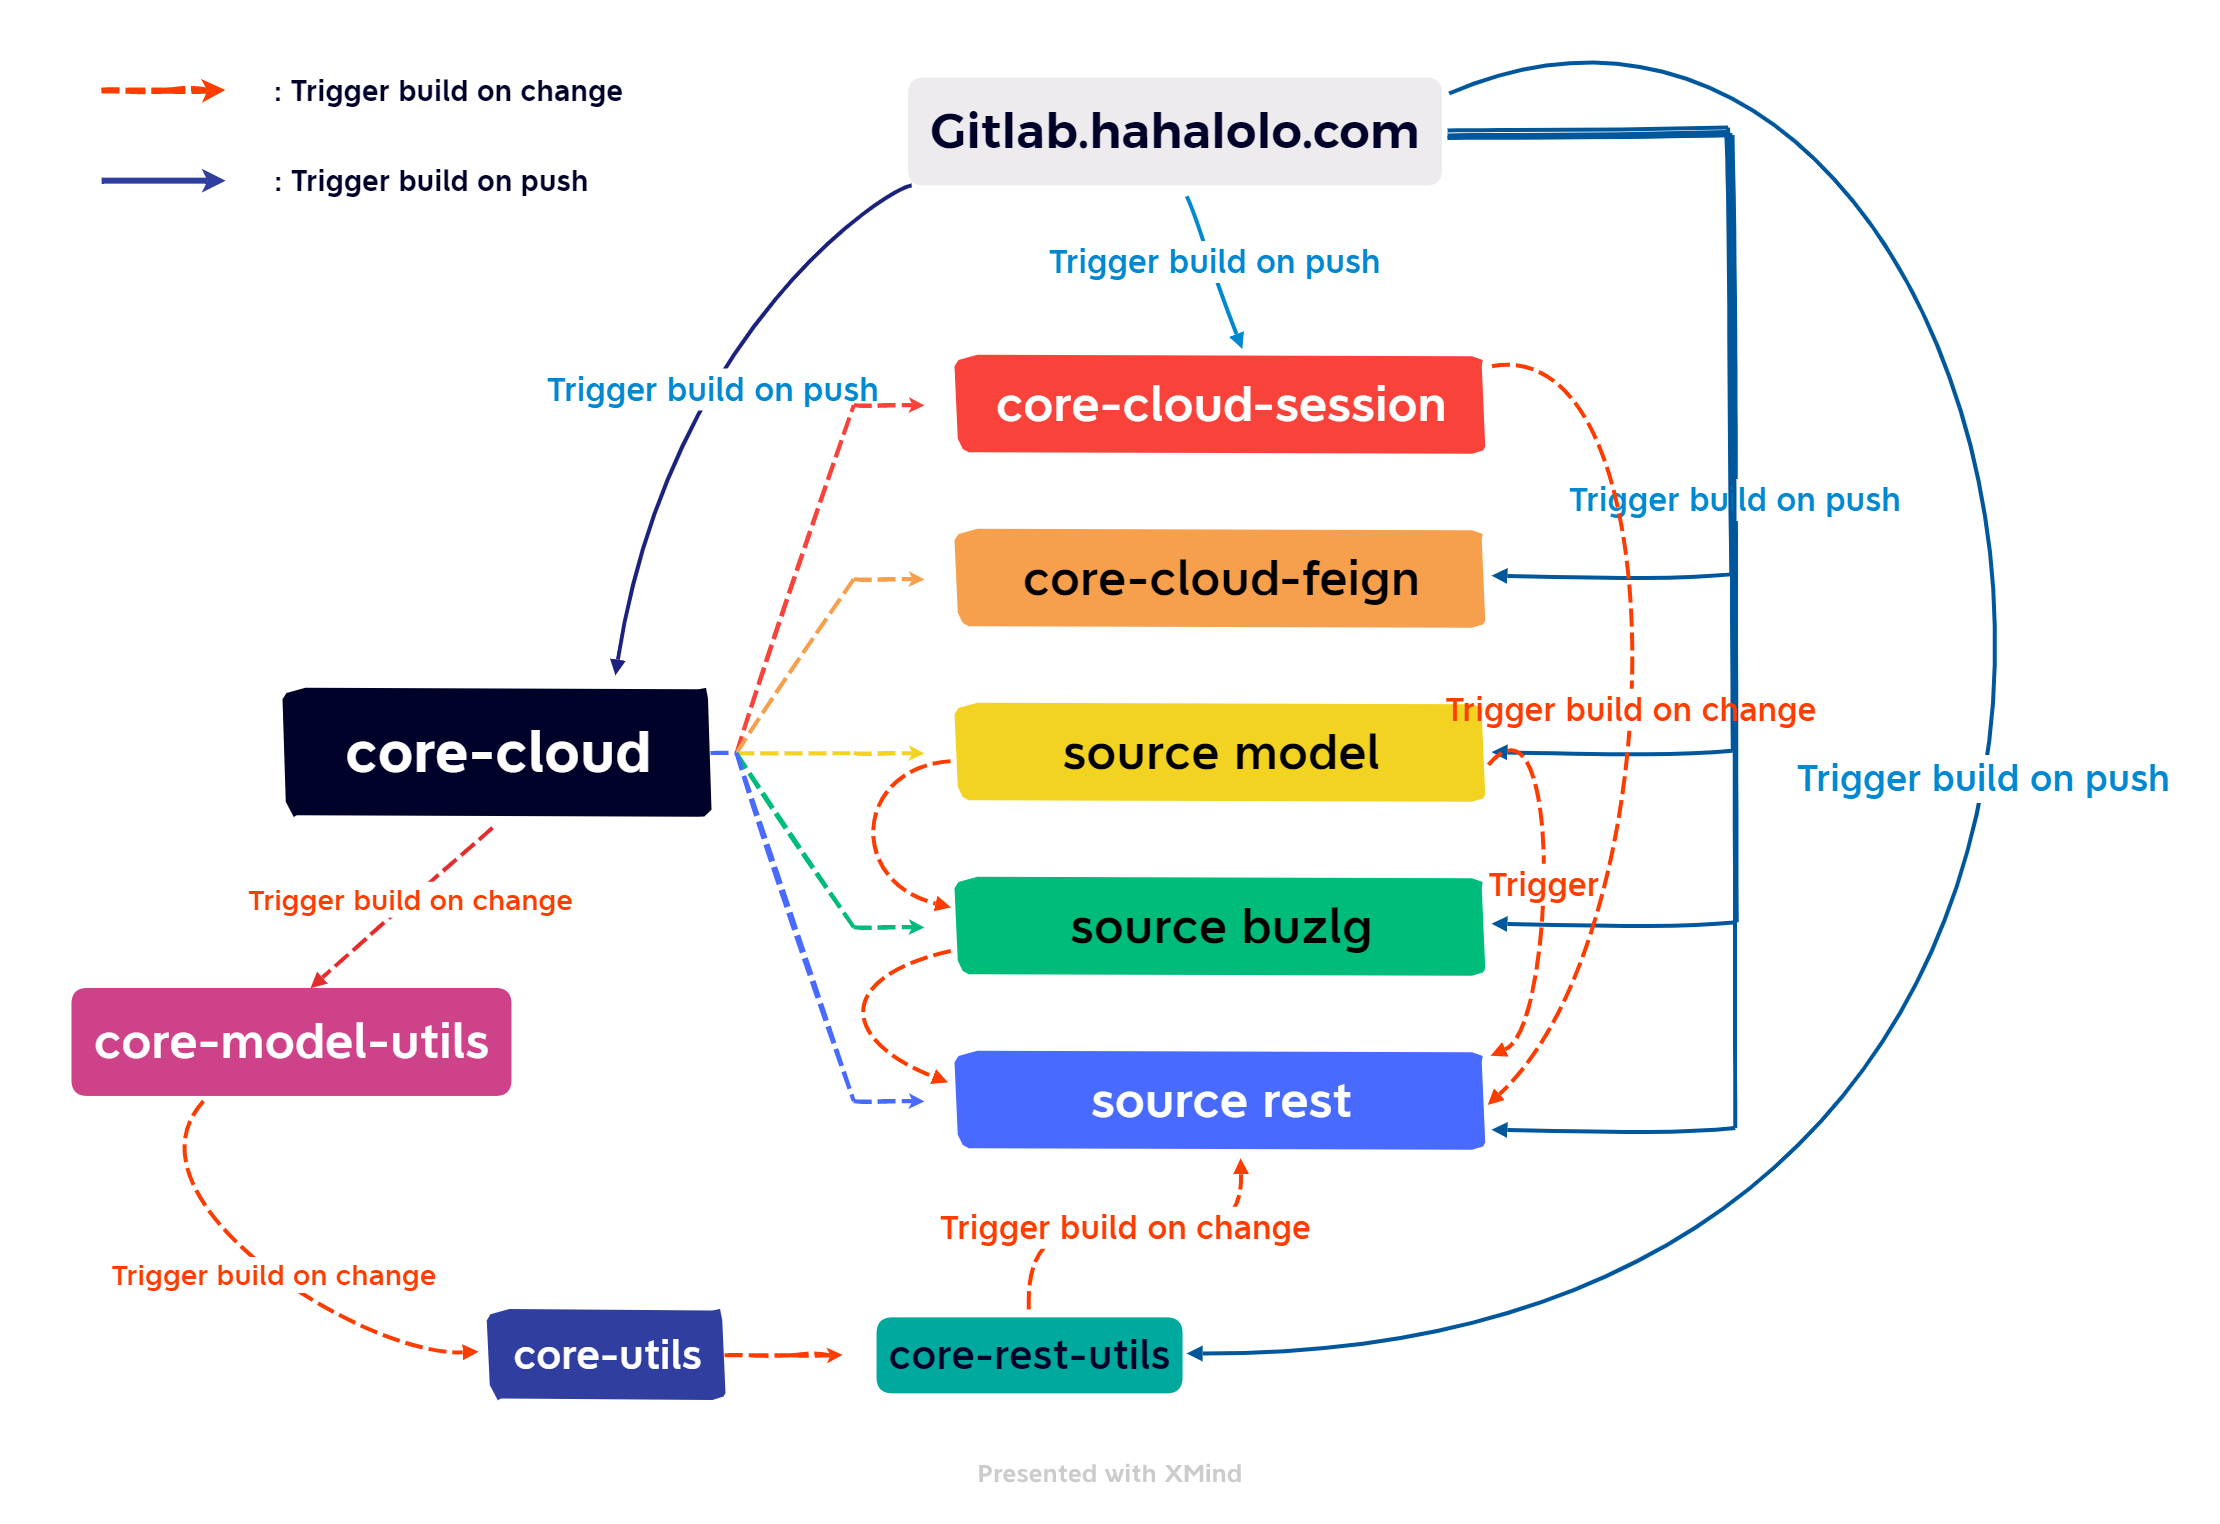 : Trigger build on change
: Trigger build on push
Gitlab.hahalolo.com
Trigger build on push
Trigger build on push
core-cloud-session
Trigger build on push
core-cloud-feign
Trigger build on change
core-cloud
source model
Trigger build on push
Trigger
Trigger build on change
source buzlg
core-model-utils
source rest
Trigger build on change
Trigger build on change
core-utils
core-rest-utils
Presented with XMind